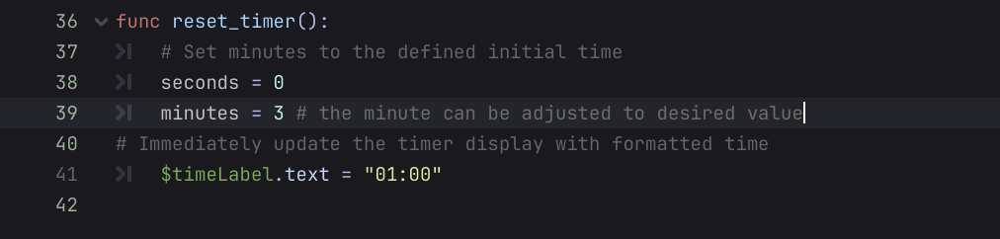 36 func reset_timer():
37 # Set minutes to the defined initial time
38 seconds = 0
39 minutes = 3 # the minute can be adjusted to desired value
40 # Immediately update the timer display with formatted time
41 $timeLabel.text = "01:00"
42